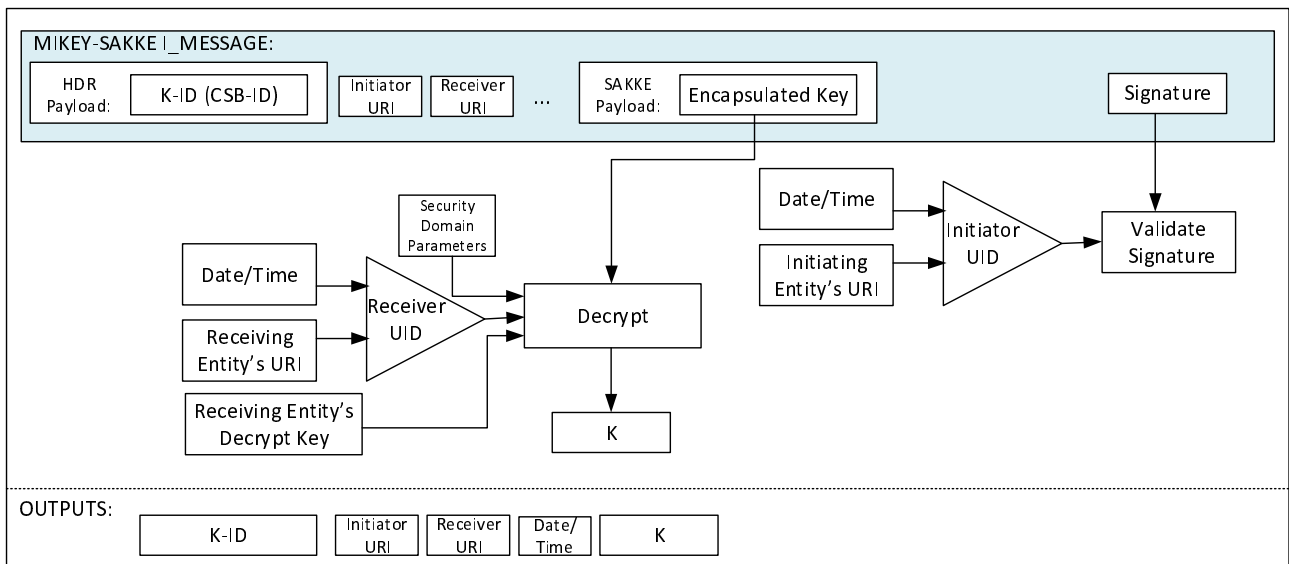 MIKEY-SAKKE I_MESSAGE:
HDR
Payload:
K-ID (CSB-ID)
Initiator
URI
Receiver
URI
...
SAKKE
Payload:
Encapsulated Key
Signature
Security
Domain
Parameters
Date/Time
Receiving
Entity's URI
Receiver
UID
Receiving Entity's
Decrypt Key
Decrypt
K
Date/Time
Initiating
Entity's URI
Initiator
UID
Validate
Signature
OUTPUTS:
K-ID
Initiator
URI
Receiver
URI
Date/
Time
K